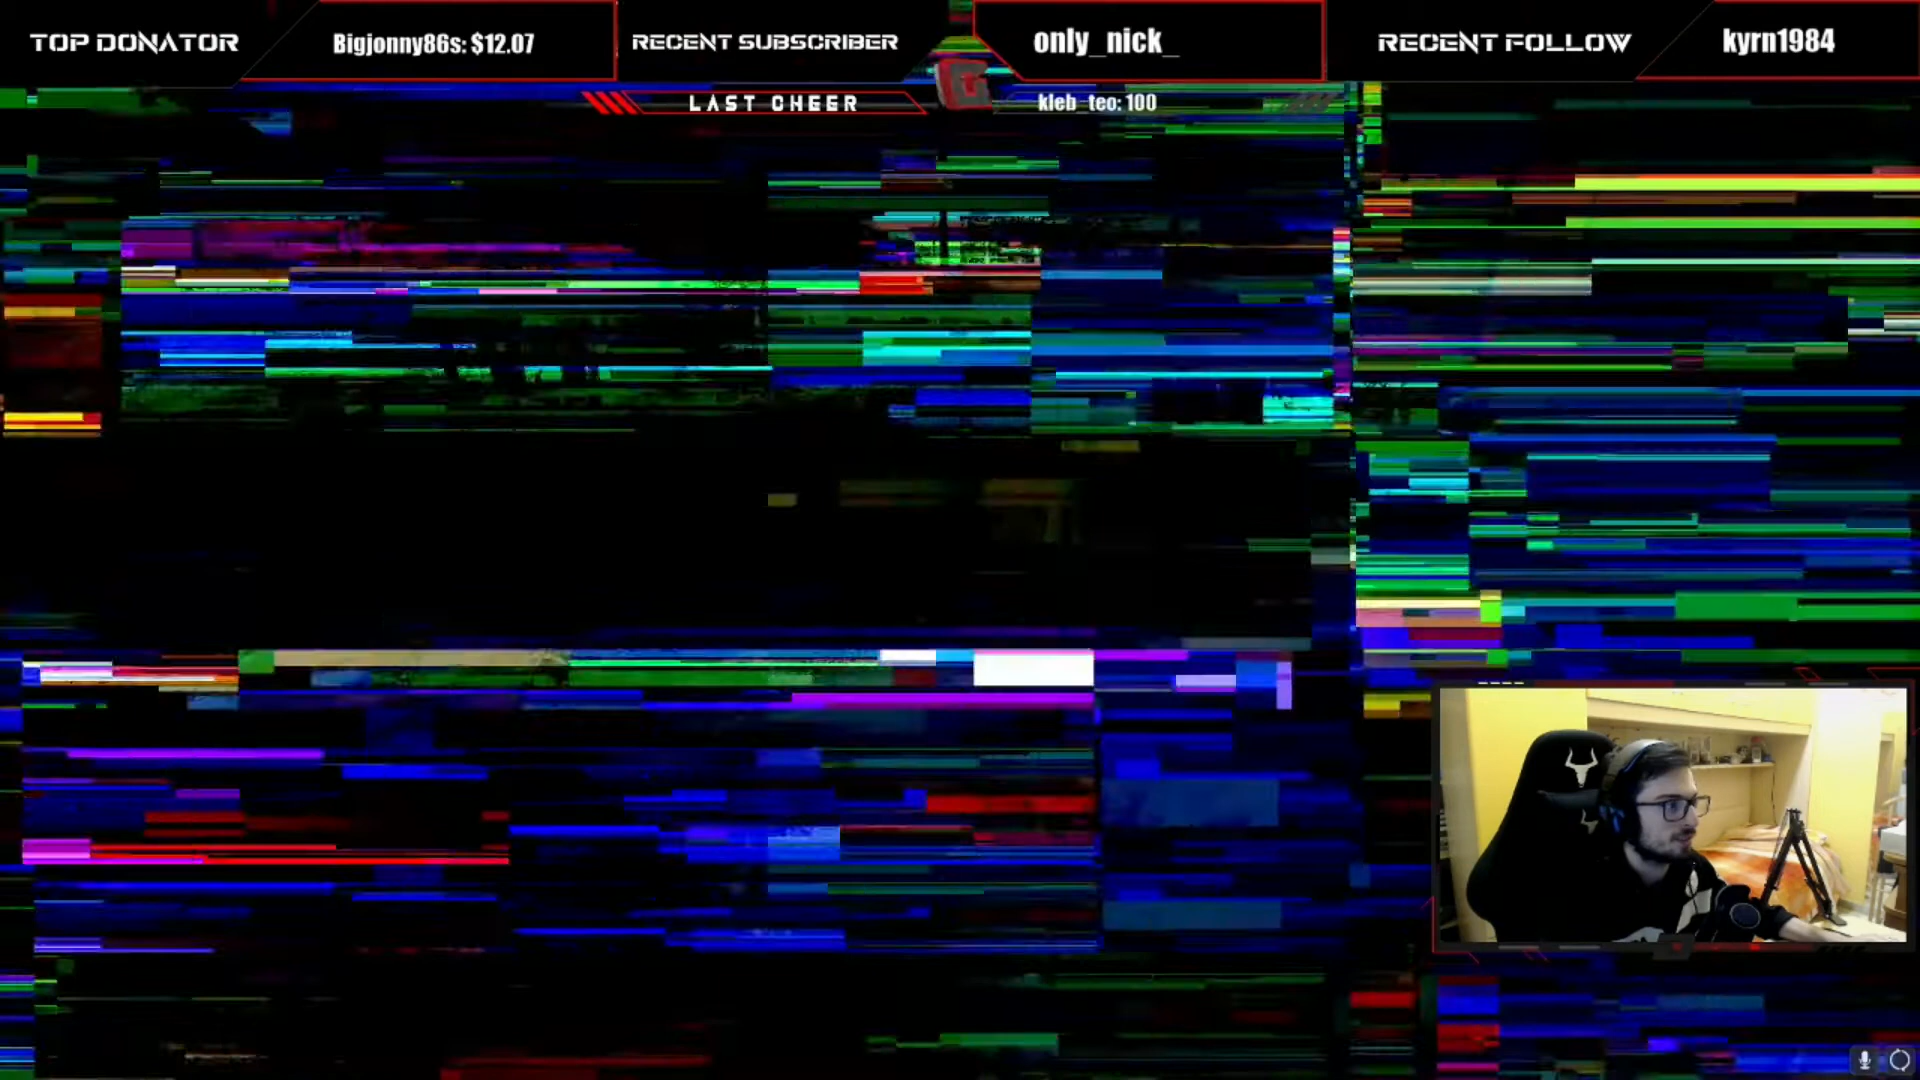 TOP DONATOR
Bigjonny86s: $12.07
RECENT SUBSCRIBER
only_nick_
RECENT FOLLOW
kyrn1984
LAST CHEER
kleb_teo: 100